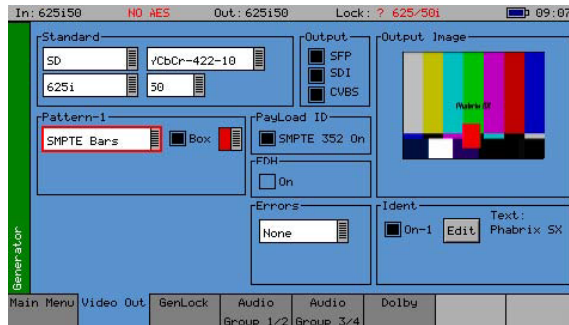 In: 625i50 NO AES Out: 625i50 Lock: ? 625/50i 09:07
Standard
SD
YCbCr-422-10
625i
50
Output
SFP
SDI
CVBS
Output Image
Phabrix SX
Pattern-1
SMPTE Bars
Box
PayLoad ID
SMPTE 352 On
EDH
On
Errors
None
Ident
On-1
Edit
Text:
Phabrix SX
Generator
Main Menu
Video Out
GenLock
Audio
Group 1/2
Audio
Group 3/4
Dolby